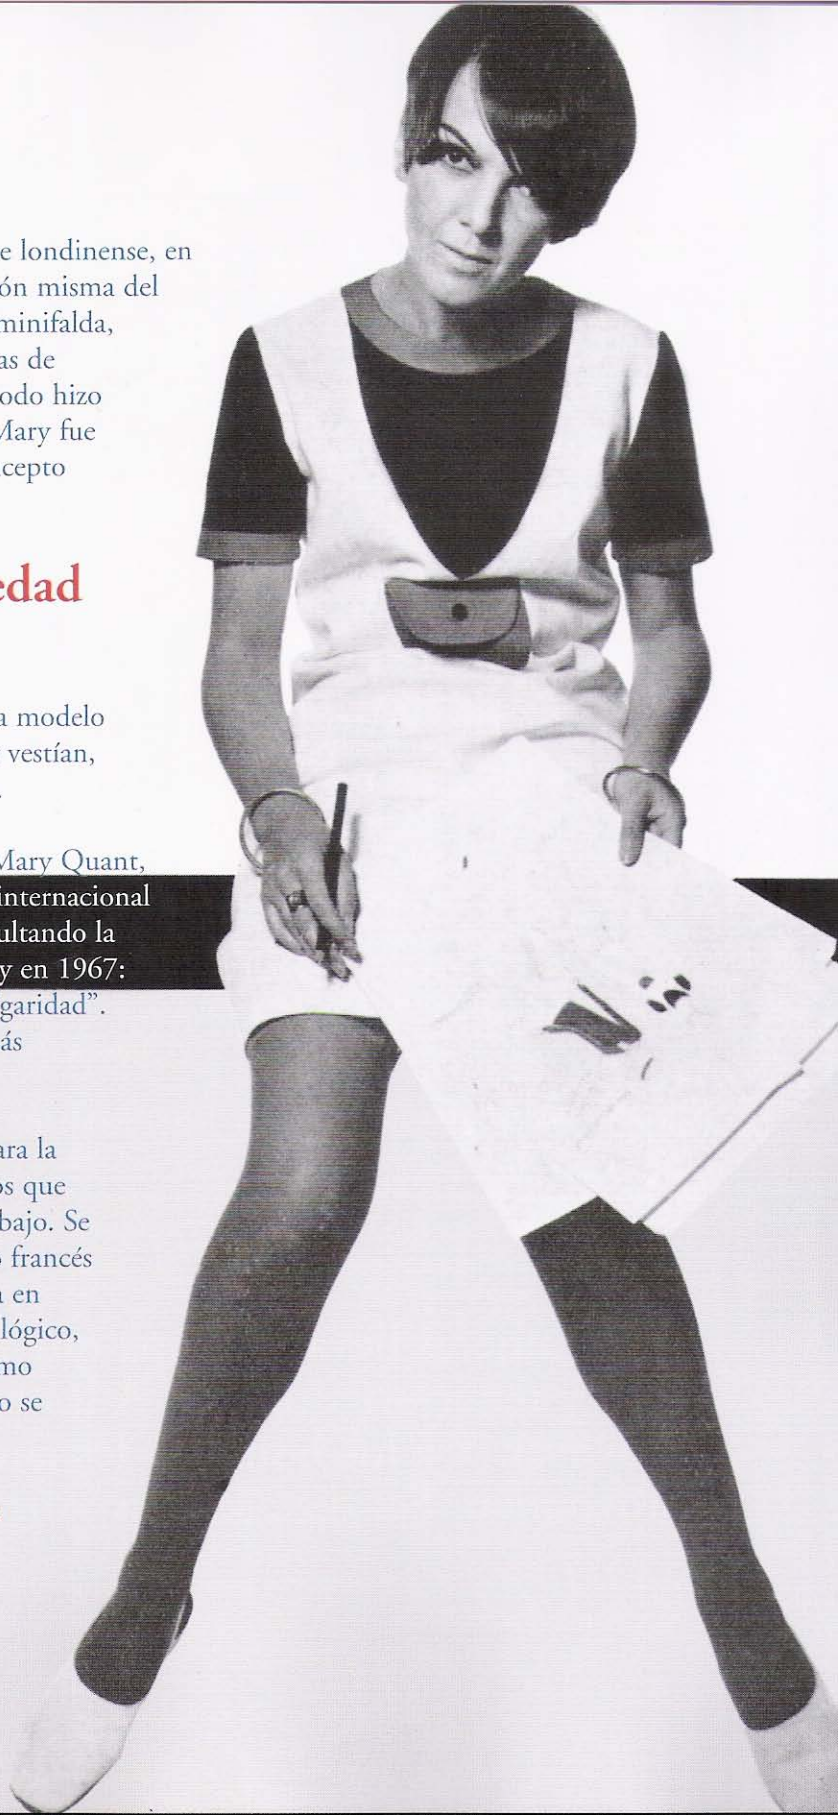 e londinense, en
ón misma del
minifalda,
as de
odo hizo
Mary fue
cepto
edad
a modelo
vestían,
.
Mary Quant,
internacional
ultando la
y en 1967:
garidad”.
ás
ara la
os que
bajo. Se
o francés
a en
lógico,
mo
o se